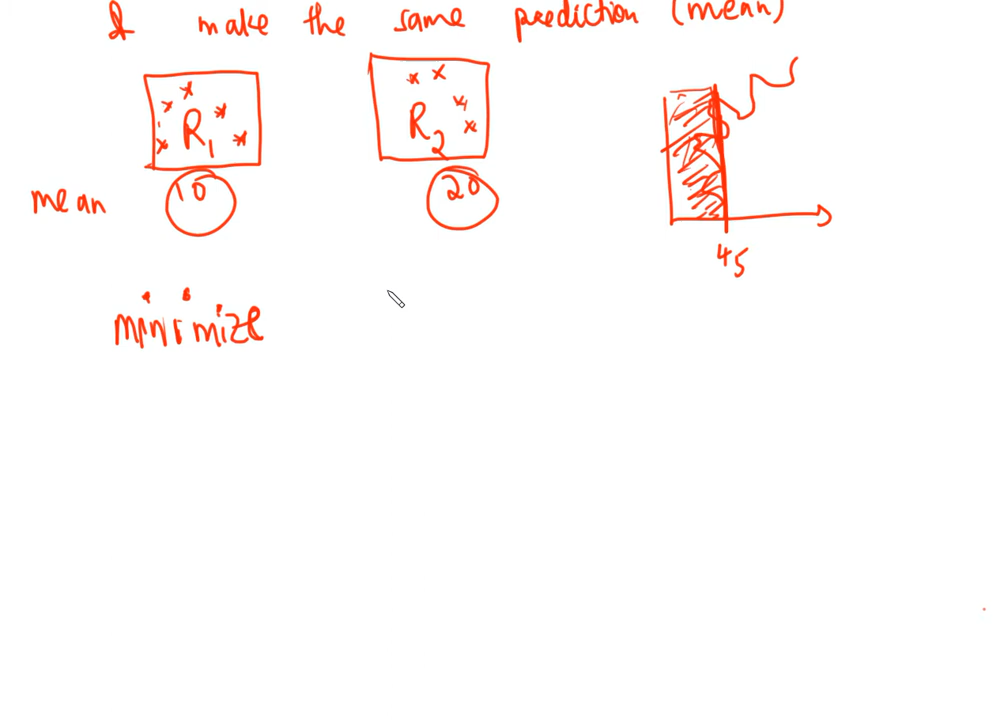 & make the same prediction (mean)
R1 R2
mean 10 20
45
minimize